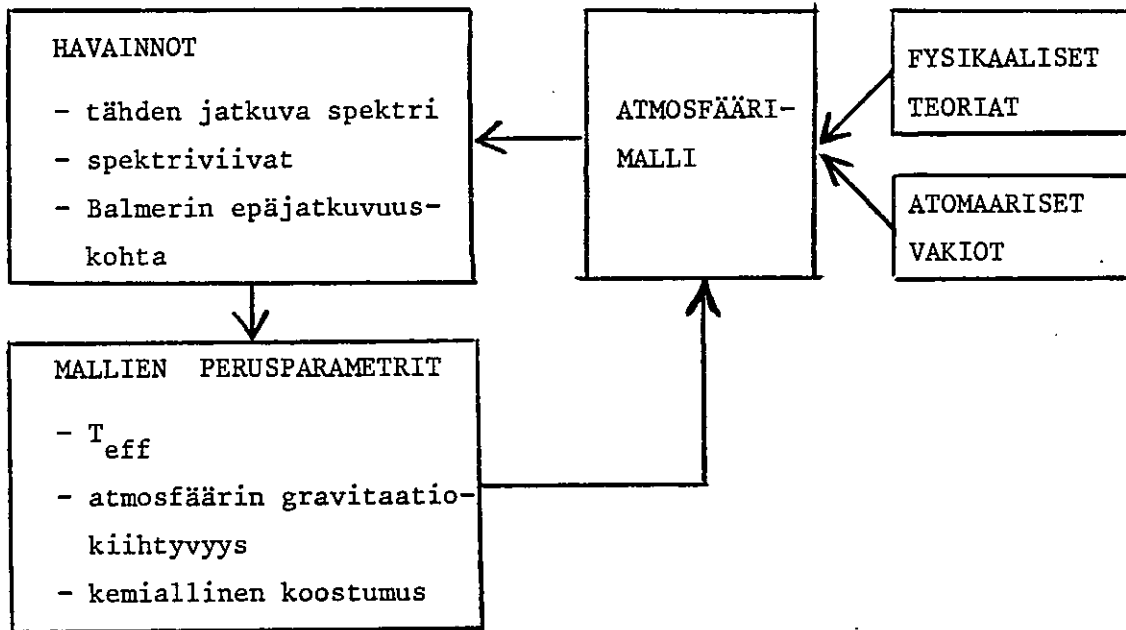 HAVAINNOT
- tähden jatkuva spektri
- spektriviivat
- Balmerin epäjatkuvuus-
kohta
ATMOSFÄÄRI-
MALLI
FYSIKAALISET
TEORIAT
ATOMAARISET
VAKIOT
MALLIEN PERUSPARAMETRIT
- T
eff
- atmosfäärin gravitaatio-
kiihtyvyys
- kemiallinen koostumus